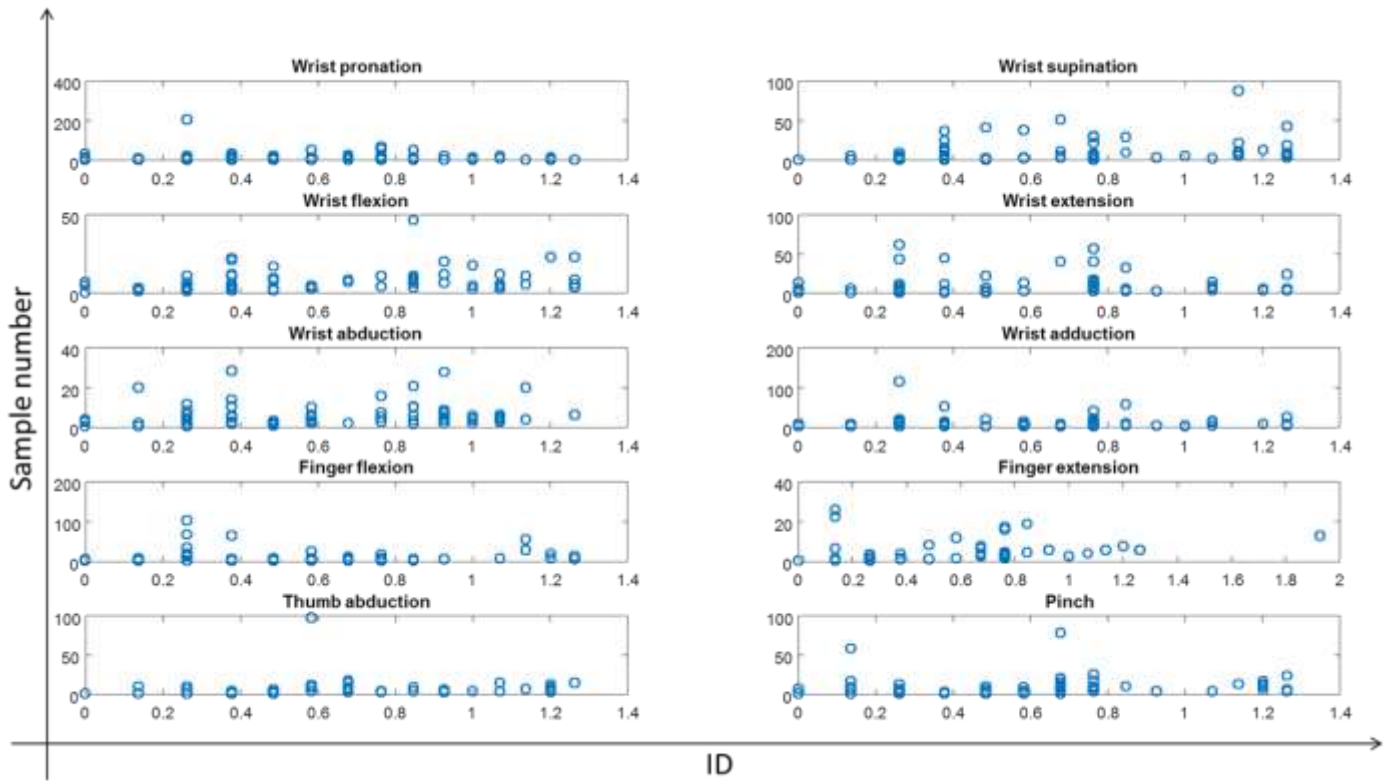 Sample number
Wrist pronation
400
200
0
0 0.2 0.4 0.6 0.8 1 1.2 1.4
Wrist supination
100
50
0
0 0.2 0.4 0.6 0.8 1 1.2 1.4
Wrist flexion
50
0
0 0.2 0.4 0.6 0.8 1 1.2 1.4
Wrist extension
100
50
0
0 0.2 0.4 0.6 0.8 1 1.2 1.4
Wrist abduction
40
20
0
0 0.2 0.4 0.6 0.8 1 1.2 1.4
Wrist adduction
200
100
0
0 0.2 0.4 0.6 0.8 1 1.2 1.4
Finger flexion
200
100
0
0 0.2 0.4 0.6 0.8 1 1.2 1.4
Finger extension
40
20
0
0 0.2 0.4 0.6 0.8 1 1.2 1.4 1.6 1.8 2
Thumb abduction
100
50
0
0 0.2 0.4 0.6 0.8 1 1.2 1.4
Pinch
100
50
0
0 0.2 0.4 0.6 0.8 1 1.2 1.4
ID